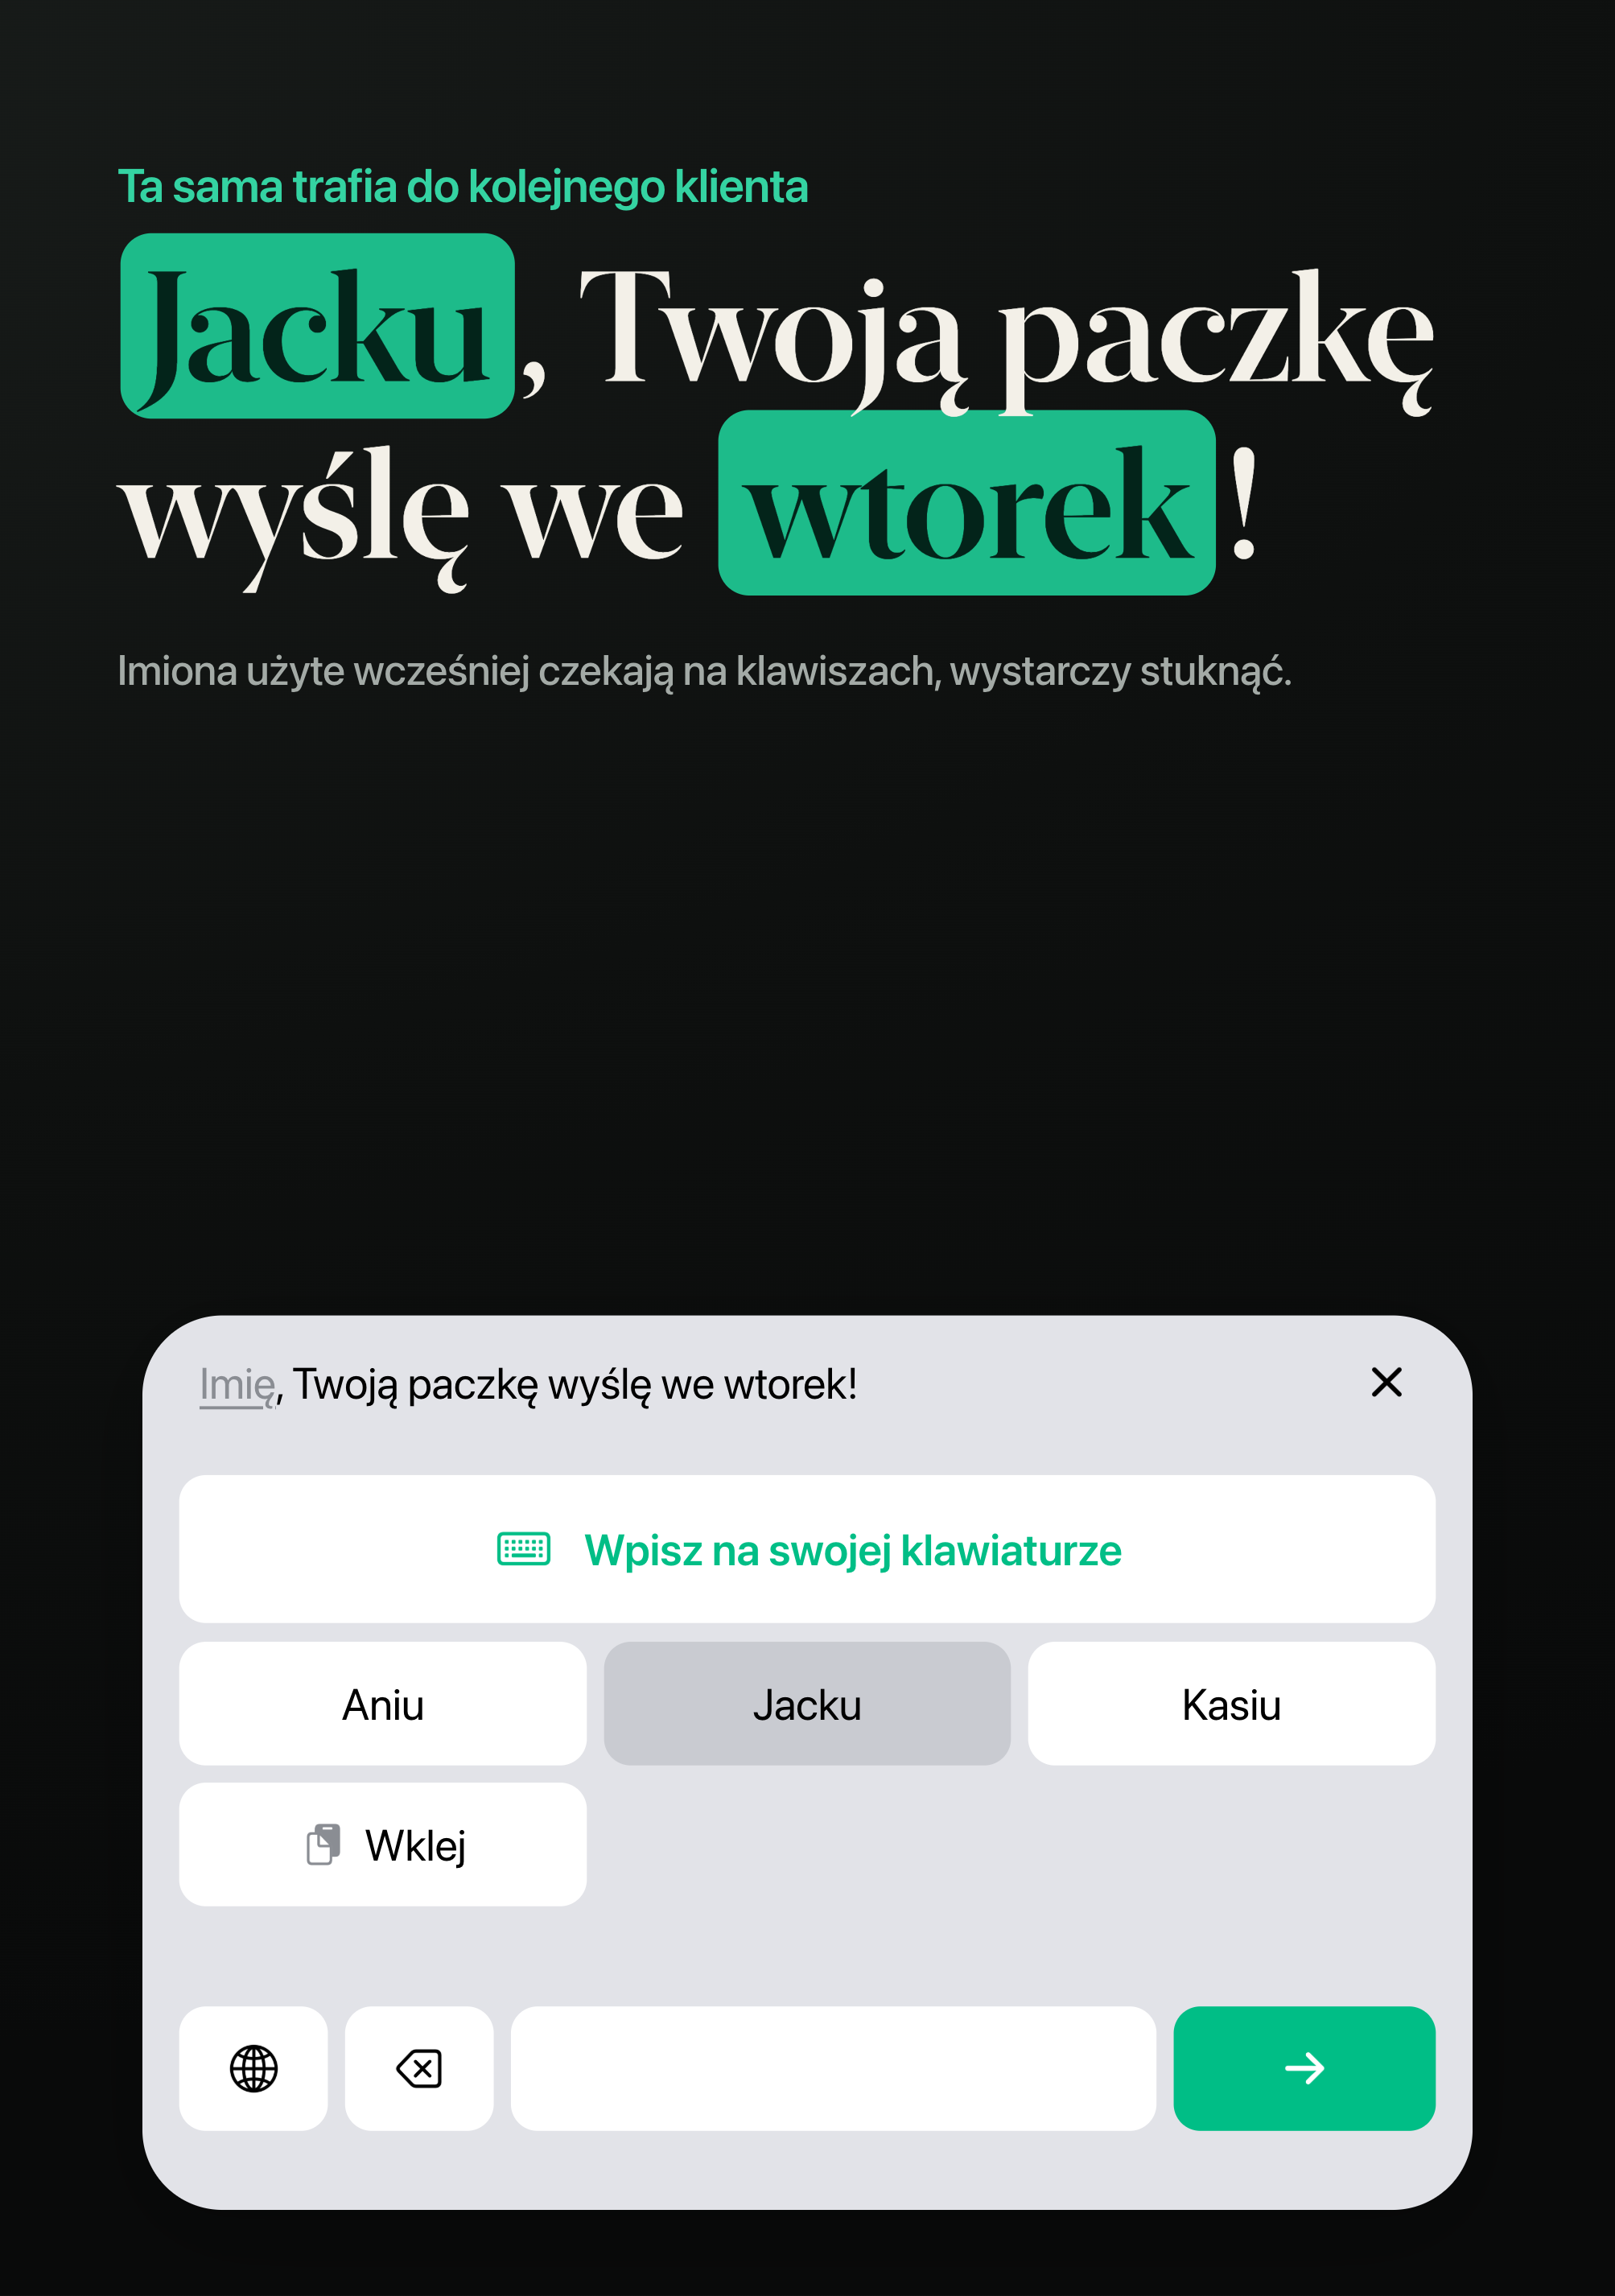 Ta sama trafia do kolejnego klienta
Jacku, Twoją paczkę
wyślę we wtorek!
Imiona użyte wcześniej czekają na klawiszach, wystarczy stuknąć.
Imię, Twoją paczkę wyślę we wtorek!
Wpisz na swojej klawiaturze
Aniu
Jacku
Kasiu
Wklej